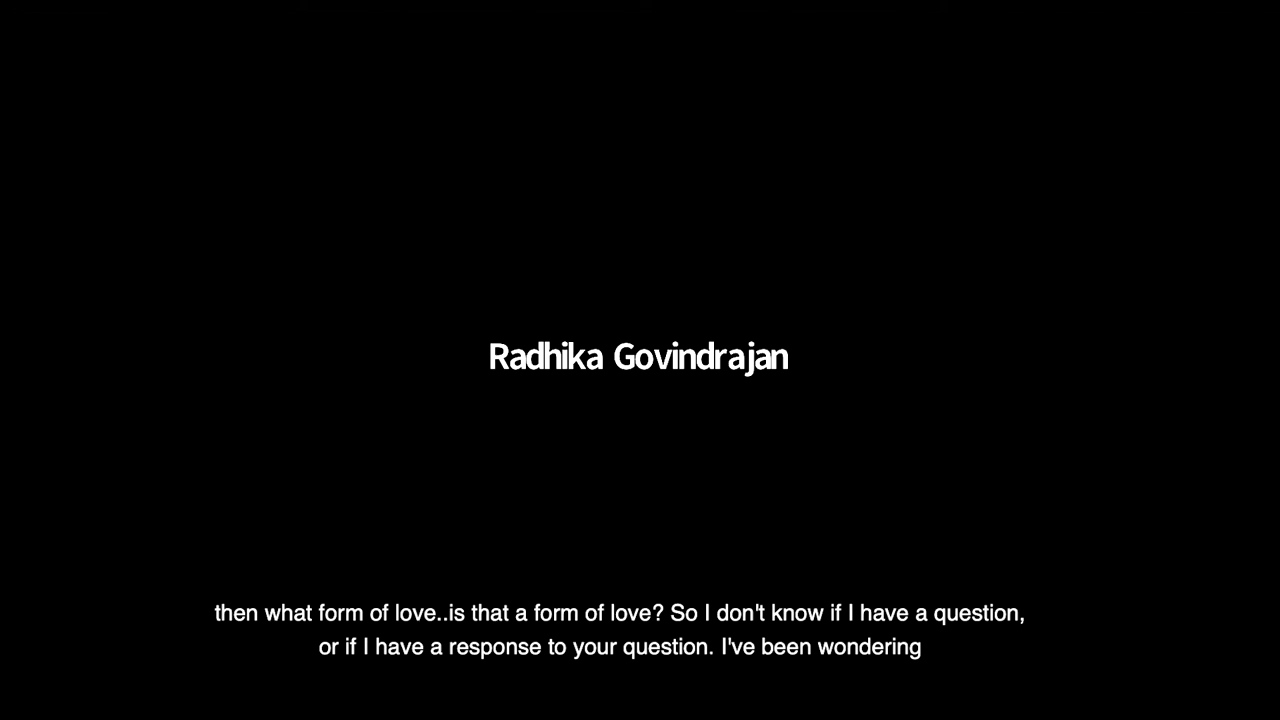 Radhika Govindrajan
then what form of love..is that a form of love? So I don't know if I have a question,
or if I have a response to your question. I've been wondering